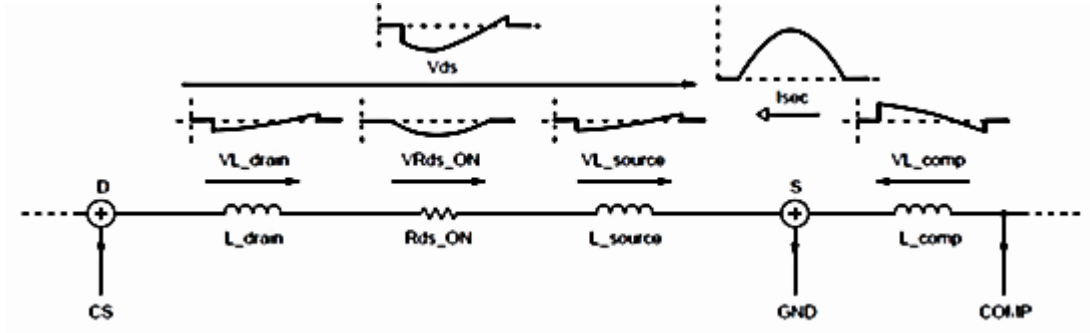 Vds
Isec
VL_drain
VRds_ON
VL_source
VL_comp
D
S
L_drain
Rds_ON
L_source
L_comp
CS
GND
COMP